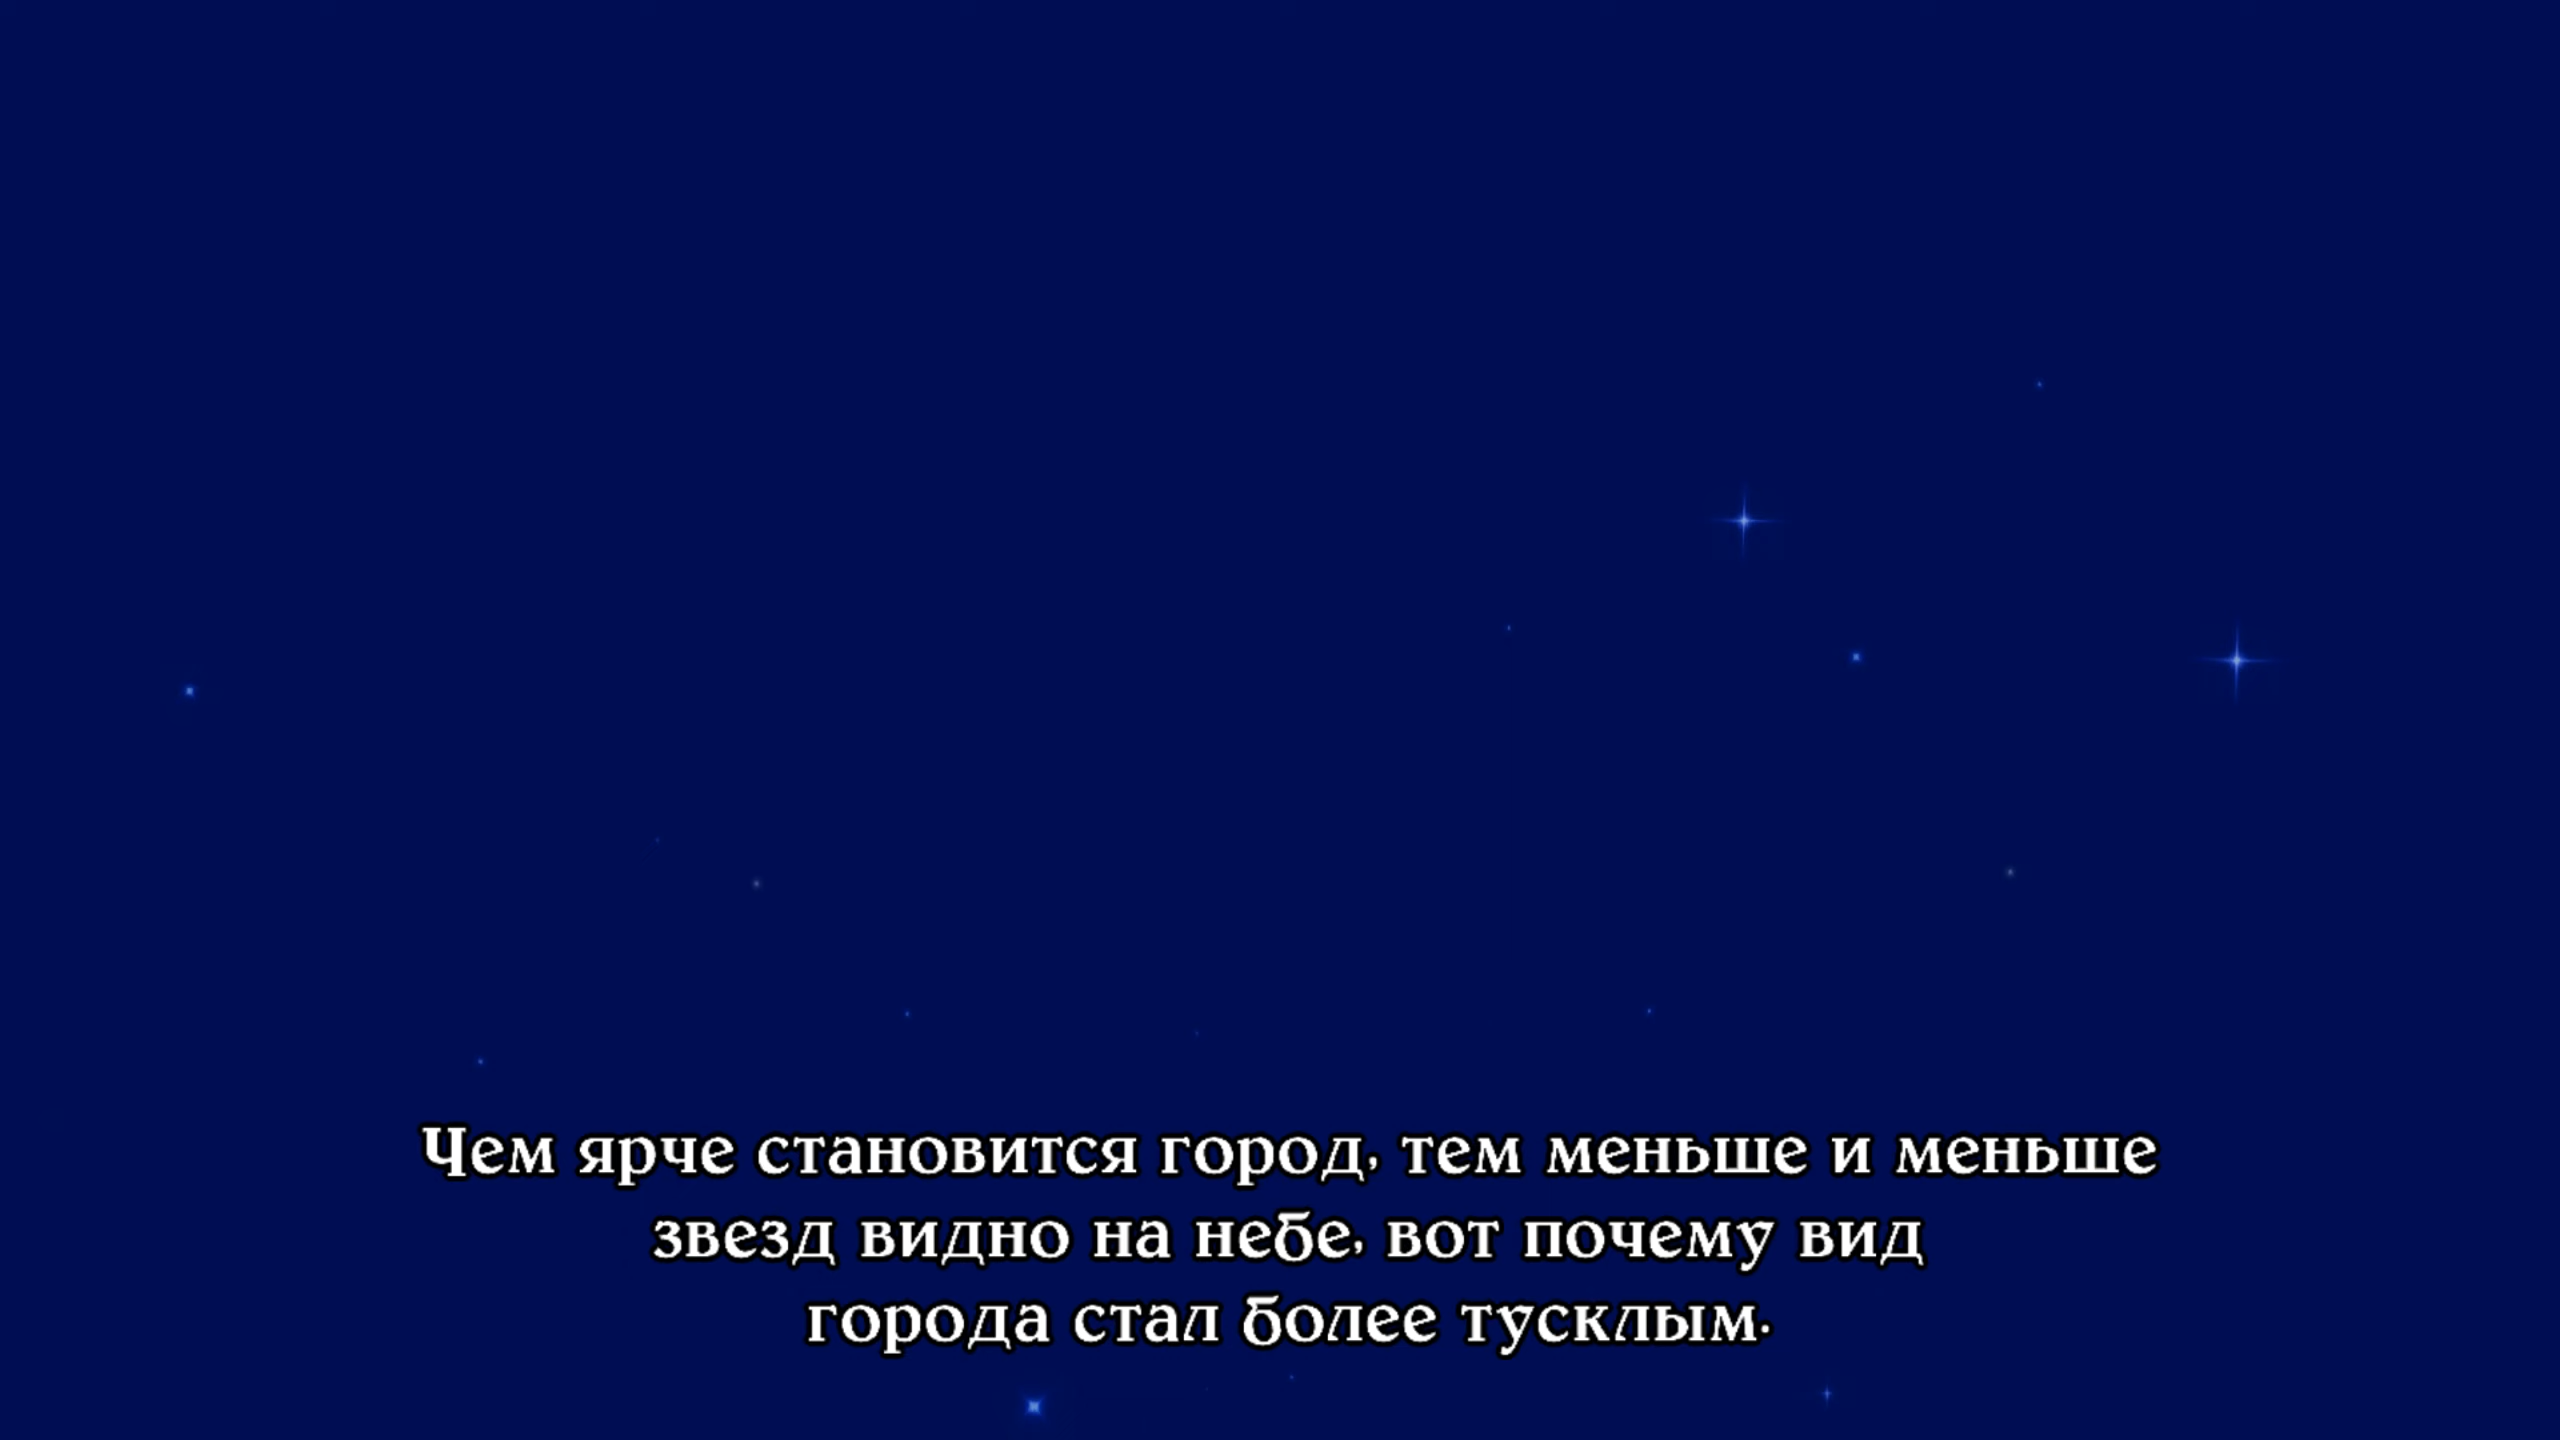 Чем ярче становится город, тем меньше и меньше
звезд видно на небе, вот почему вид
города стал более тусклым.